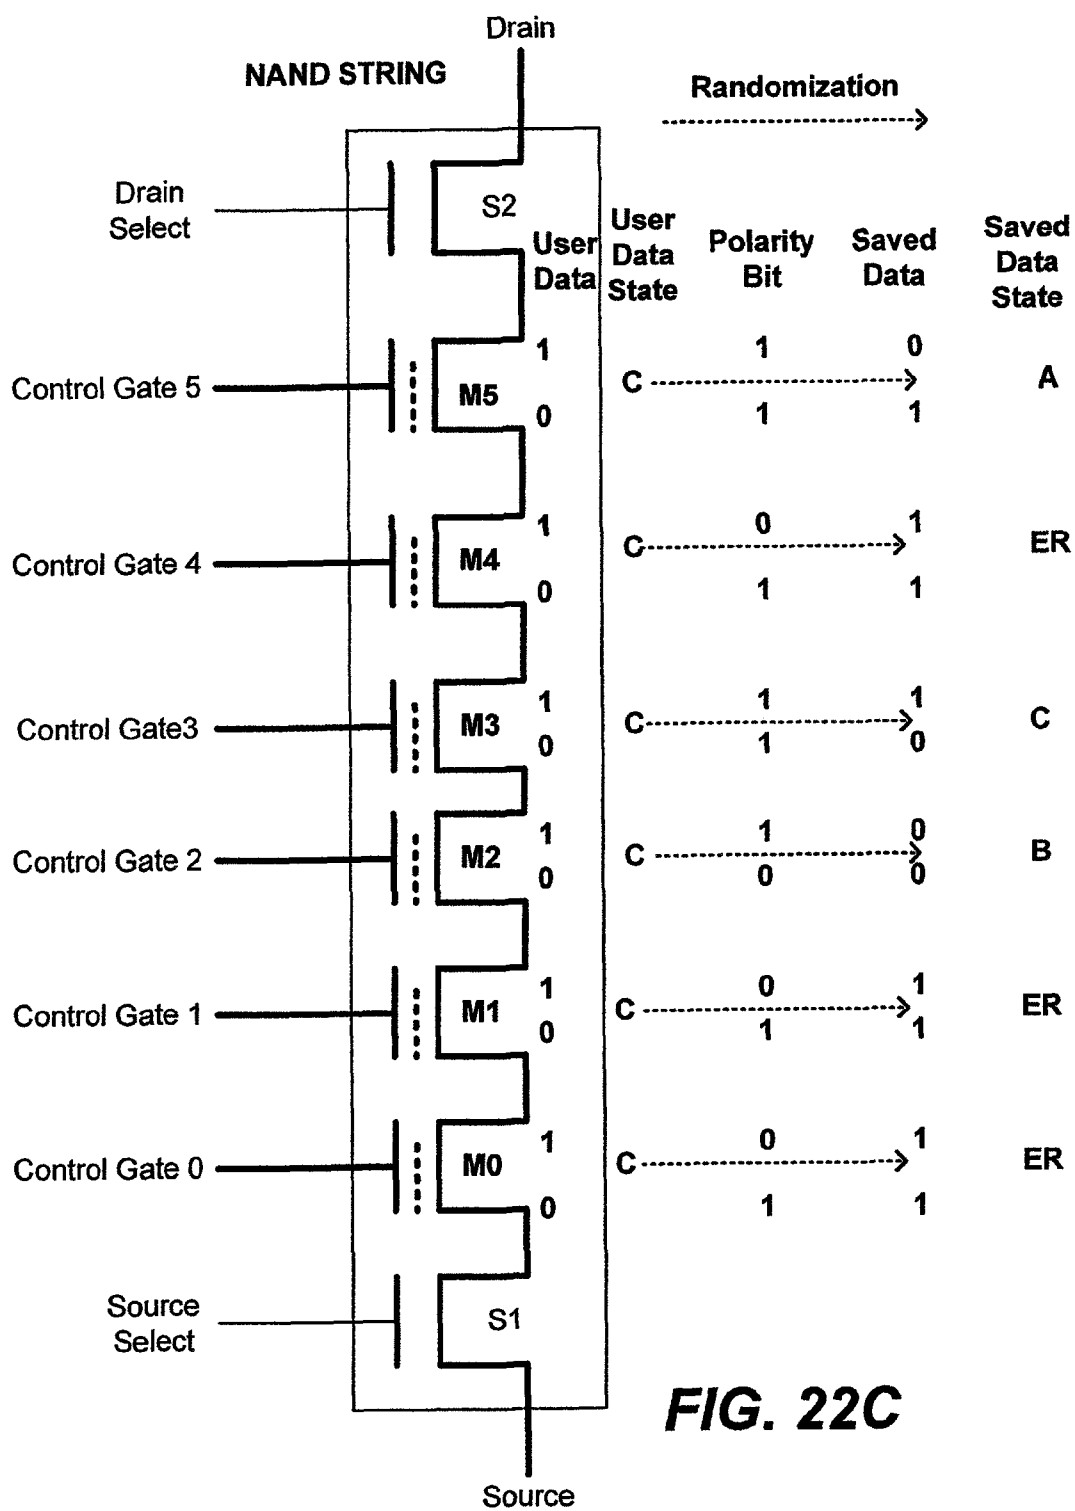 Drain
NAND STRING
Randomization
Drain
Select
S2
User
Data
User
Data
State
Polarity
Bit
Saved
Data
Saved
Data
State
Control Gate 5
M5
1
0
C
1
1
0
1
A
Control Gate 4
M4
1
0
C
0
1
1
1
ER
Control Gate3
M3
1
0
C
1
1
1
0
C
Control Gate 2
M2
1
0
C
1
0
0
0
B
Control Gate 1
M1
1
0
C
0
1
1
1
ER
Control Gate 0
M0
1
0
C
0
1
1
1
ER
Source
Select
S1
FIG. 22C
Source